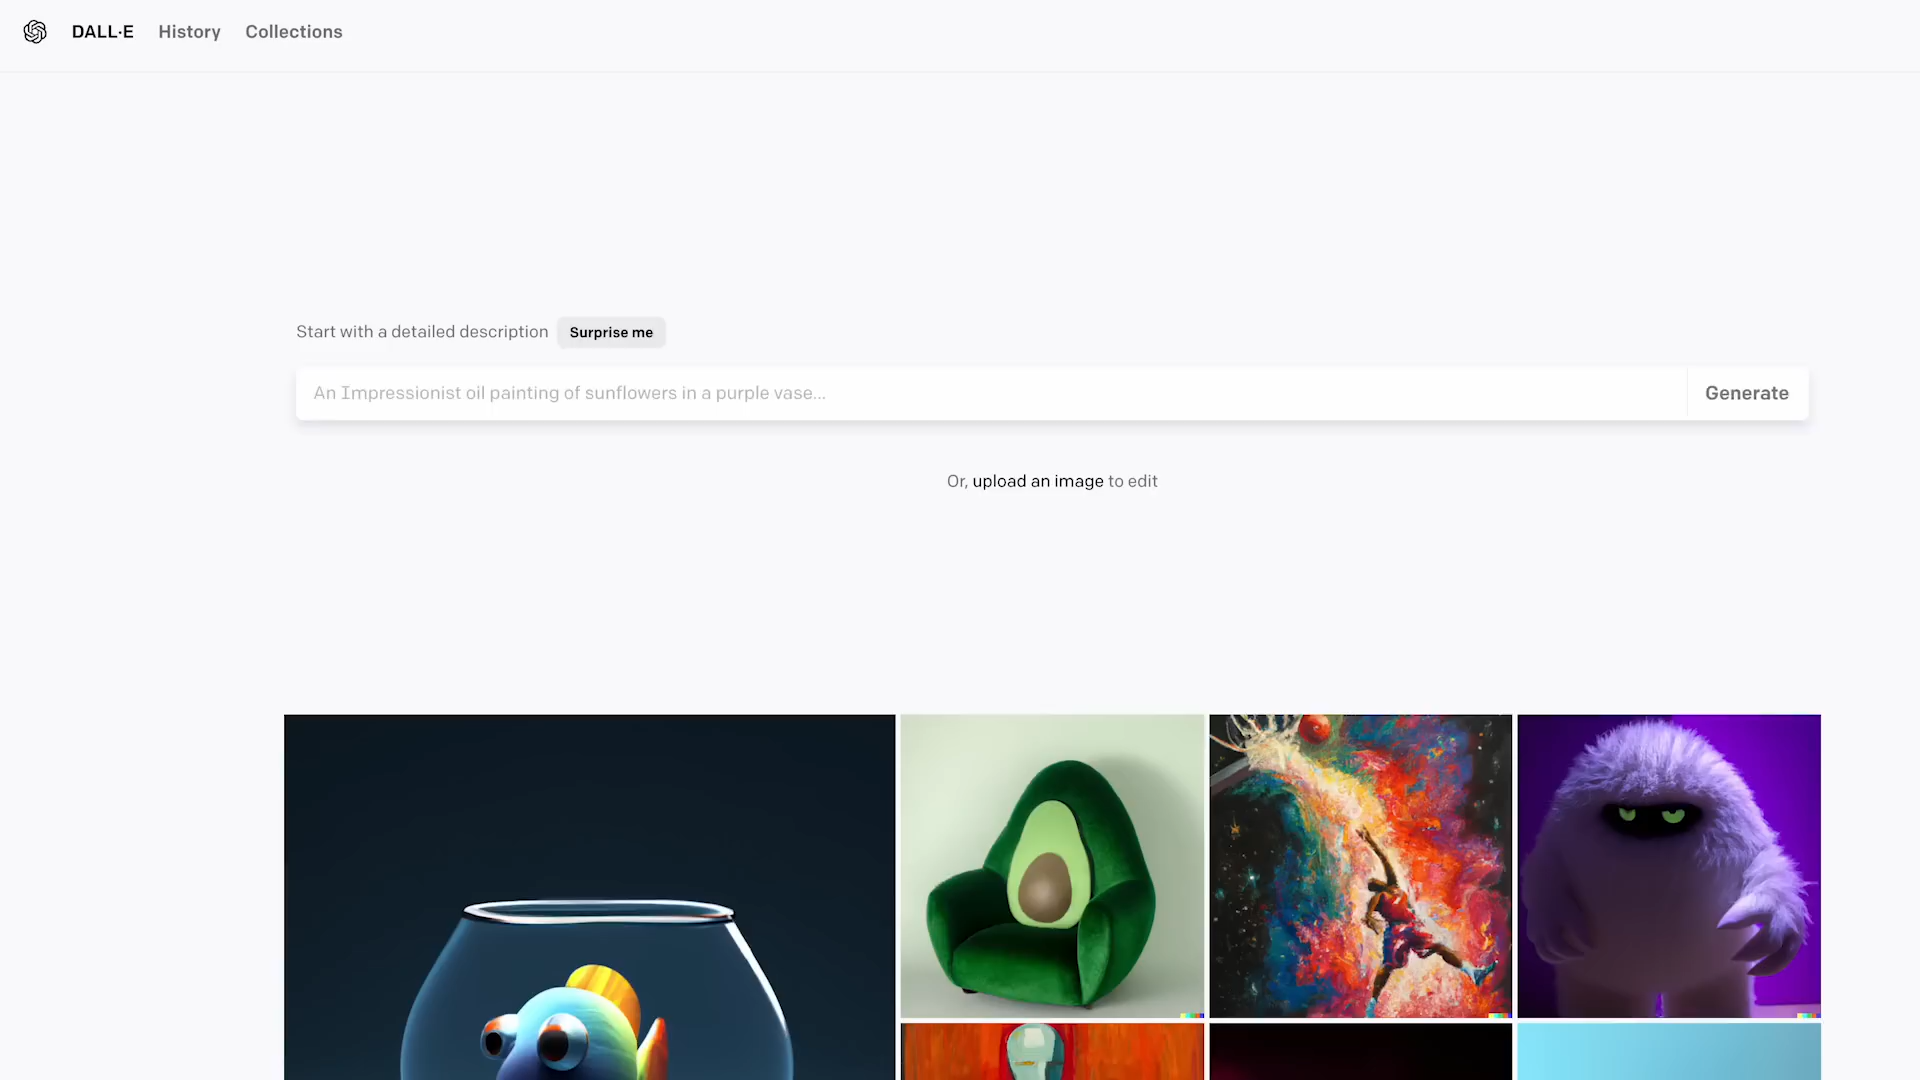 DALL·E History Collections
Start with a detailed description Surprise me
An Impressionist oil painting of sunflowers in a purple vase... Generate
Or, upload an image to edit